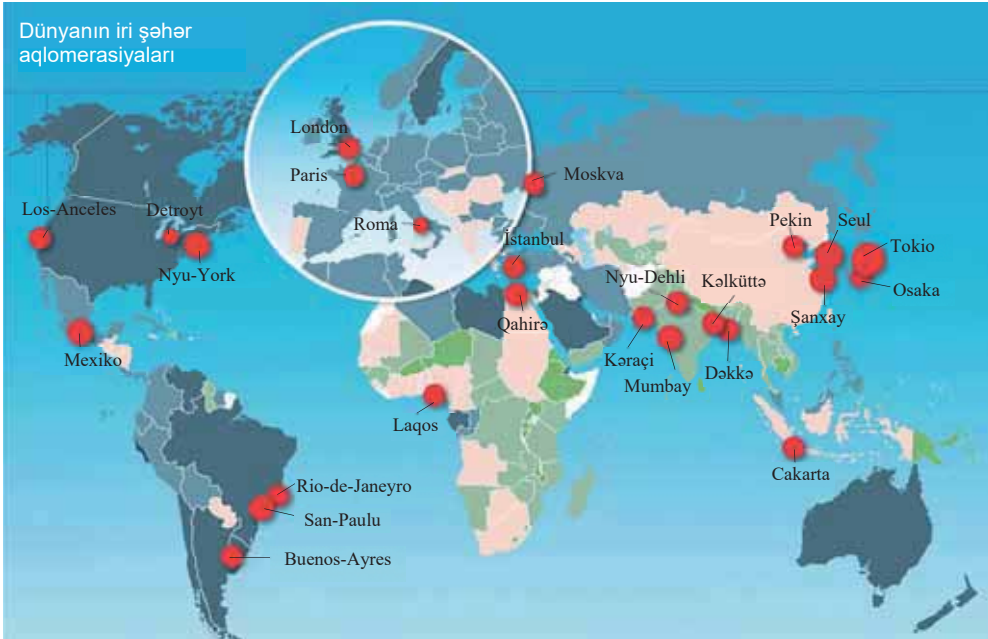 Dünyanın iri şəhər
aqlomerasiyaları
London
Paris
Moskva
Roma
Los-Anceles
Detroyt
Nyu-York
İstanbul
Pekin
Seul
Tokio
Nyu-Dehli
Kəlküttə
Osaka
Qahirə
Şanxay
Mexiko
Kəraçi
Mumbay
Dəkkə
Laqos
Cakarta
Rio-de-Janeyro
San-Paulu
Buenos-Ayres